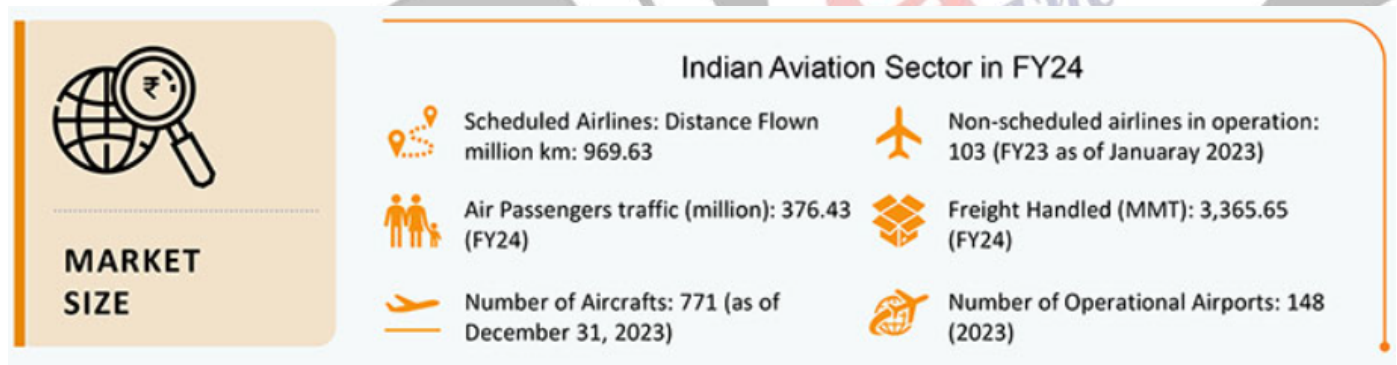 MARKET
SIZE
Indian Aviation Sector in FY24
Scheduled Airlines: Distance Flown
million km: 969.63
Non-scheduled airlines in operation:
103 (FY23 as of Januaray 2023)
Air Passengers traffic (million): 376.43
(FY24)
Freight Handled (MMT): 3,365.65
(FY24)
Number of Aircrafts: 771 (as of
December 31, 2023)
Number of Operational Airports: 148
(2023)
₹